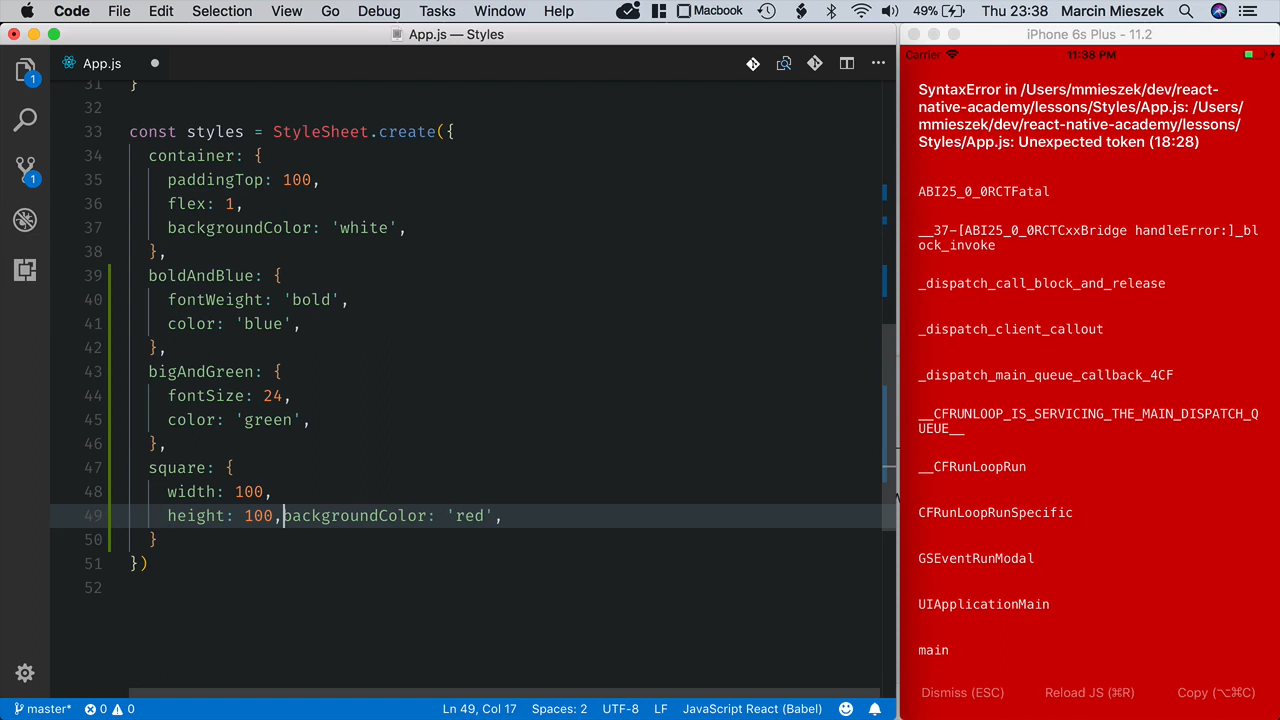 Code File Edit Selection View Go Debug Tasks Window Help Macbook 49% Thu 23:38 Marcin Mieszek
App.js — Styles
iPhone 6s Plus - 11.2
1
App.js
1
31 }
32
33 const styles = StyleSheet.create({
34 container: {
35 paddingTop: 100,
36 flex: 1,
37 backgroundColor: 'white',
38 },
39 boldAndBlue: {
40 fontWeight: 'bold',
41 color: 'blue',
42 },
43 bigAndGreen: {
44 fontSize: 24,
45 color: 'green',
46 },
47 square: {
48 width: 100,
49 height: 100,backgroundColor: 'red',
50 }
51 })
52
master* 0 0 Ln 49, Col 17 Spaces: 2 UTF-8 LF JavaScript React (Babel)
Carrier 11:38 PM
SyntaxError in /Users/mmieszek/dev/react-
native-academy/lessons/Styles/App.js: /Users/
mmieszek/dev/react-native-academy/lessons/
Styles/App.js: Unexpected token (18:28)
ABI25_0_0RCTFatal
__37-[ABI25_0_0RCTCxxBridge handleError:]_bl
ock_invoke
_dispatch_call_block_and_release
_dispatch_client_callout
_dispatch_main_queue_callback_4CF
__CFRUNLOOP_IS_SERVICING_THE_MAIN_DISPATCH_Q
UEUE__
__CFRunLoopRun
CFRunLoopRunSpecific
GSEventRunModal
UIApplicationMain
main
Dismiss (ESC) Reload JS (⌘R) Copy (⌥⌘C)